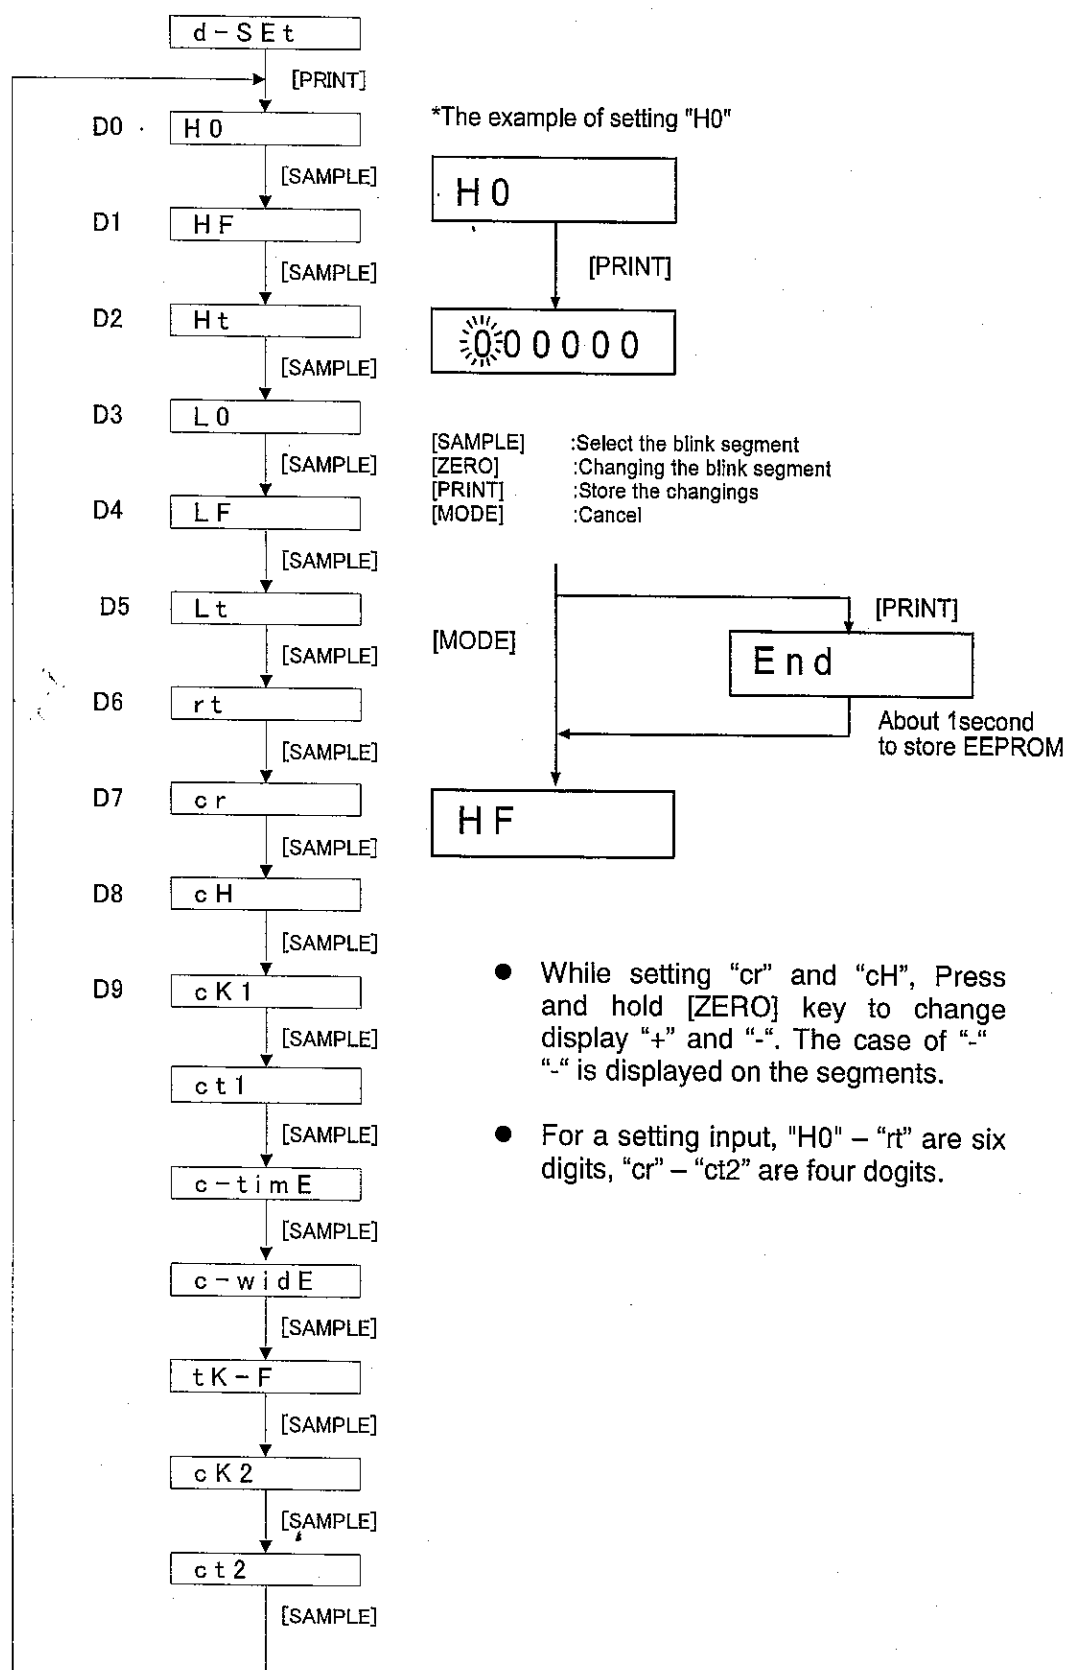 d-SEt
[PRINT]
D0 H0
[SAMPLE]
D1 HF
[SAMPLE]
D2 Ht
[SAMPLE]
D3 L0
[SAMPLE]
D4 LF
[SAMPLE]
D5 Lt
[SAMPLE]
D6 rt
[SAMPLE]
D7 cr
[SAMPLE]
D8 cH
[SAMPLE]
D9 cK1
[SAMPLE]
ct1
[SAMPLE]
c-timE
[SAMPLE]
c-widE
[SAMPLE]
tK-F
[SAMPLE]
cK2
[SAMPLE]
ct2
[SAMPLE]
*The example of setting "H0"
H0
[PRINT]
000000
[SAMPLE] :Select the blink segment
[ZERO] :Changing the blink segment
[PRINT] :Store the changings
[MODE] :Cancel
[PRINT]
[MODE]
End
About 1second
to store EEPROM
HF
● While setting “cr” and “cH”, Press
and hold [ZERO] key to change
display “+” and “-“. The case of “-“
“-“ is displayed on the segments.
● For a setting input, "H0" – “rt” are six
digits, “cr” – “ct2” are four dogits.